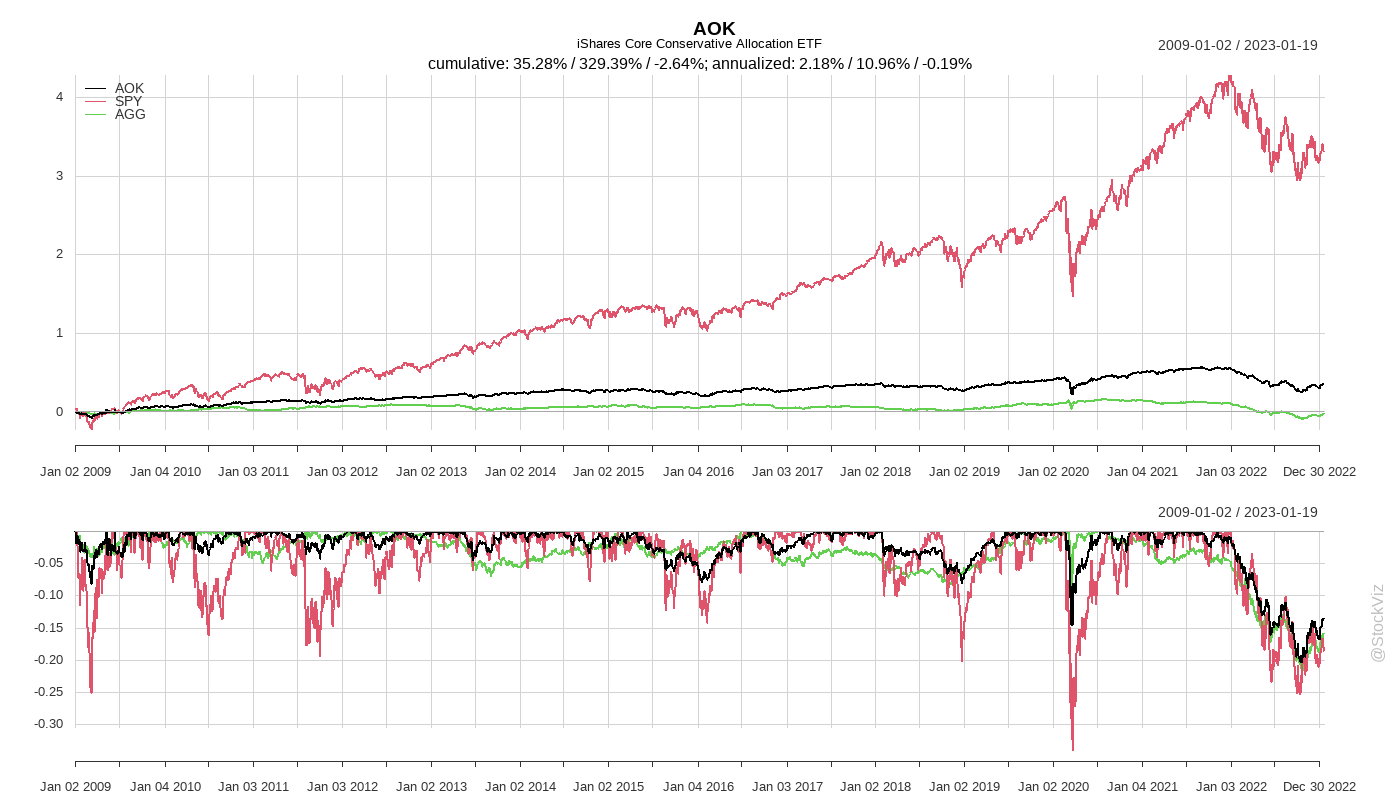 AOK
iShares Core Conservative Allocation ETF
2009-01-02 / 2023-01-19
cumulative: 35.28% / 329.39% / -2.64%; annualized: 2.18% / 10.96% / -0.19%
AOK
SPY
AGG
4
3
2
1
0
Jan 02 2009 Jan 04 2010 Jan 03 2011 Jan 03 2012 Jan 02 2013 Jan 02 2014 Jan 02 2015 Jan 04 2016 Jan 03 2017 Jan 02 2018 Jan 02 2019 Jan 02 2020 Jan 04 2021 Jan 03 2022 Dec 30 2022
2009-01-02 / 2023-01-19
-0.05
-0.10
-0.15
-0.20
-0.25
-0.30
Jan 02 2009 Jan 04 2010 Jan 03 2011 Jan 03 2012 Jan 02 2013 Jan 02 2014 Jan 02 2015 Jan 04 2016 Jan 03 2017 Jan 02 2018 Jan 02 2019 Jan 02 2020 Jan 04 2021 Jan 03 2022 Dec 30 2022
@StockViz